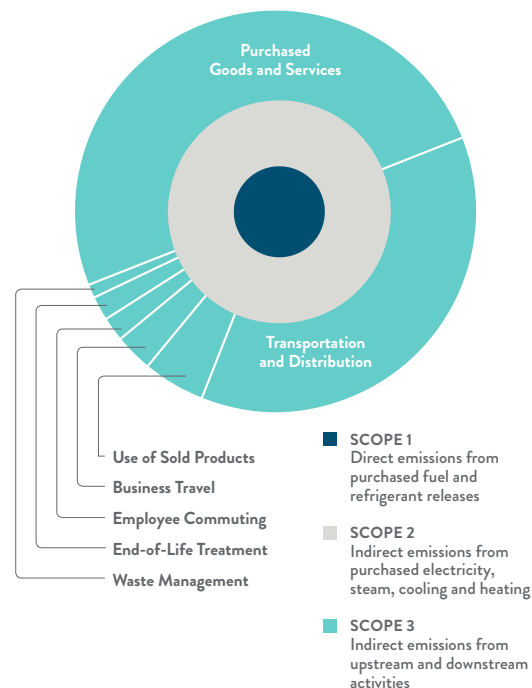 Purchased
Goods and Services
Transportation
and Distribution
Use of Sold Products
Business Travel
Employee Commuting
End-of-Life Treatment
Waste Management
SCOPE 1
Direct emissions from
purchased fuel and
refrigerant releases
SCOPE 2
Indirect emissions from
purchased electricity,
steam, cooling and heating
SCOPE 3
Indirect emissions from
upstream and downstream
activities